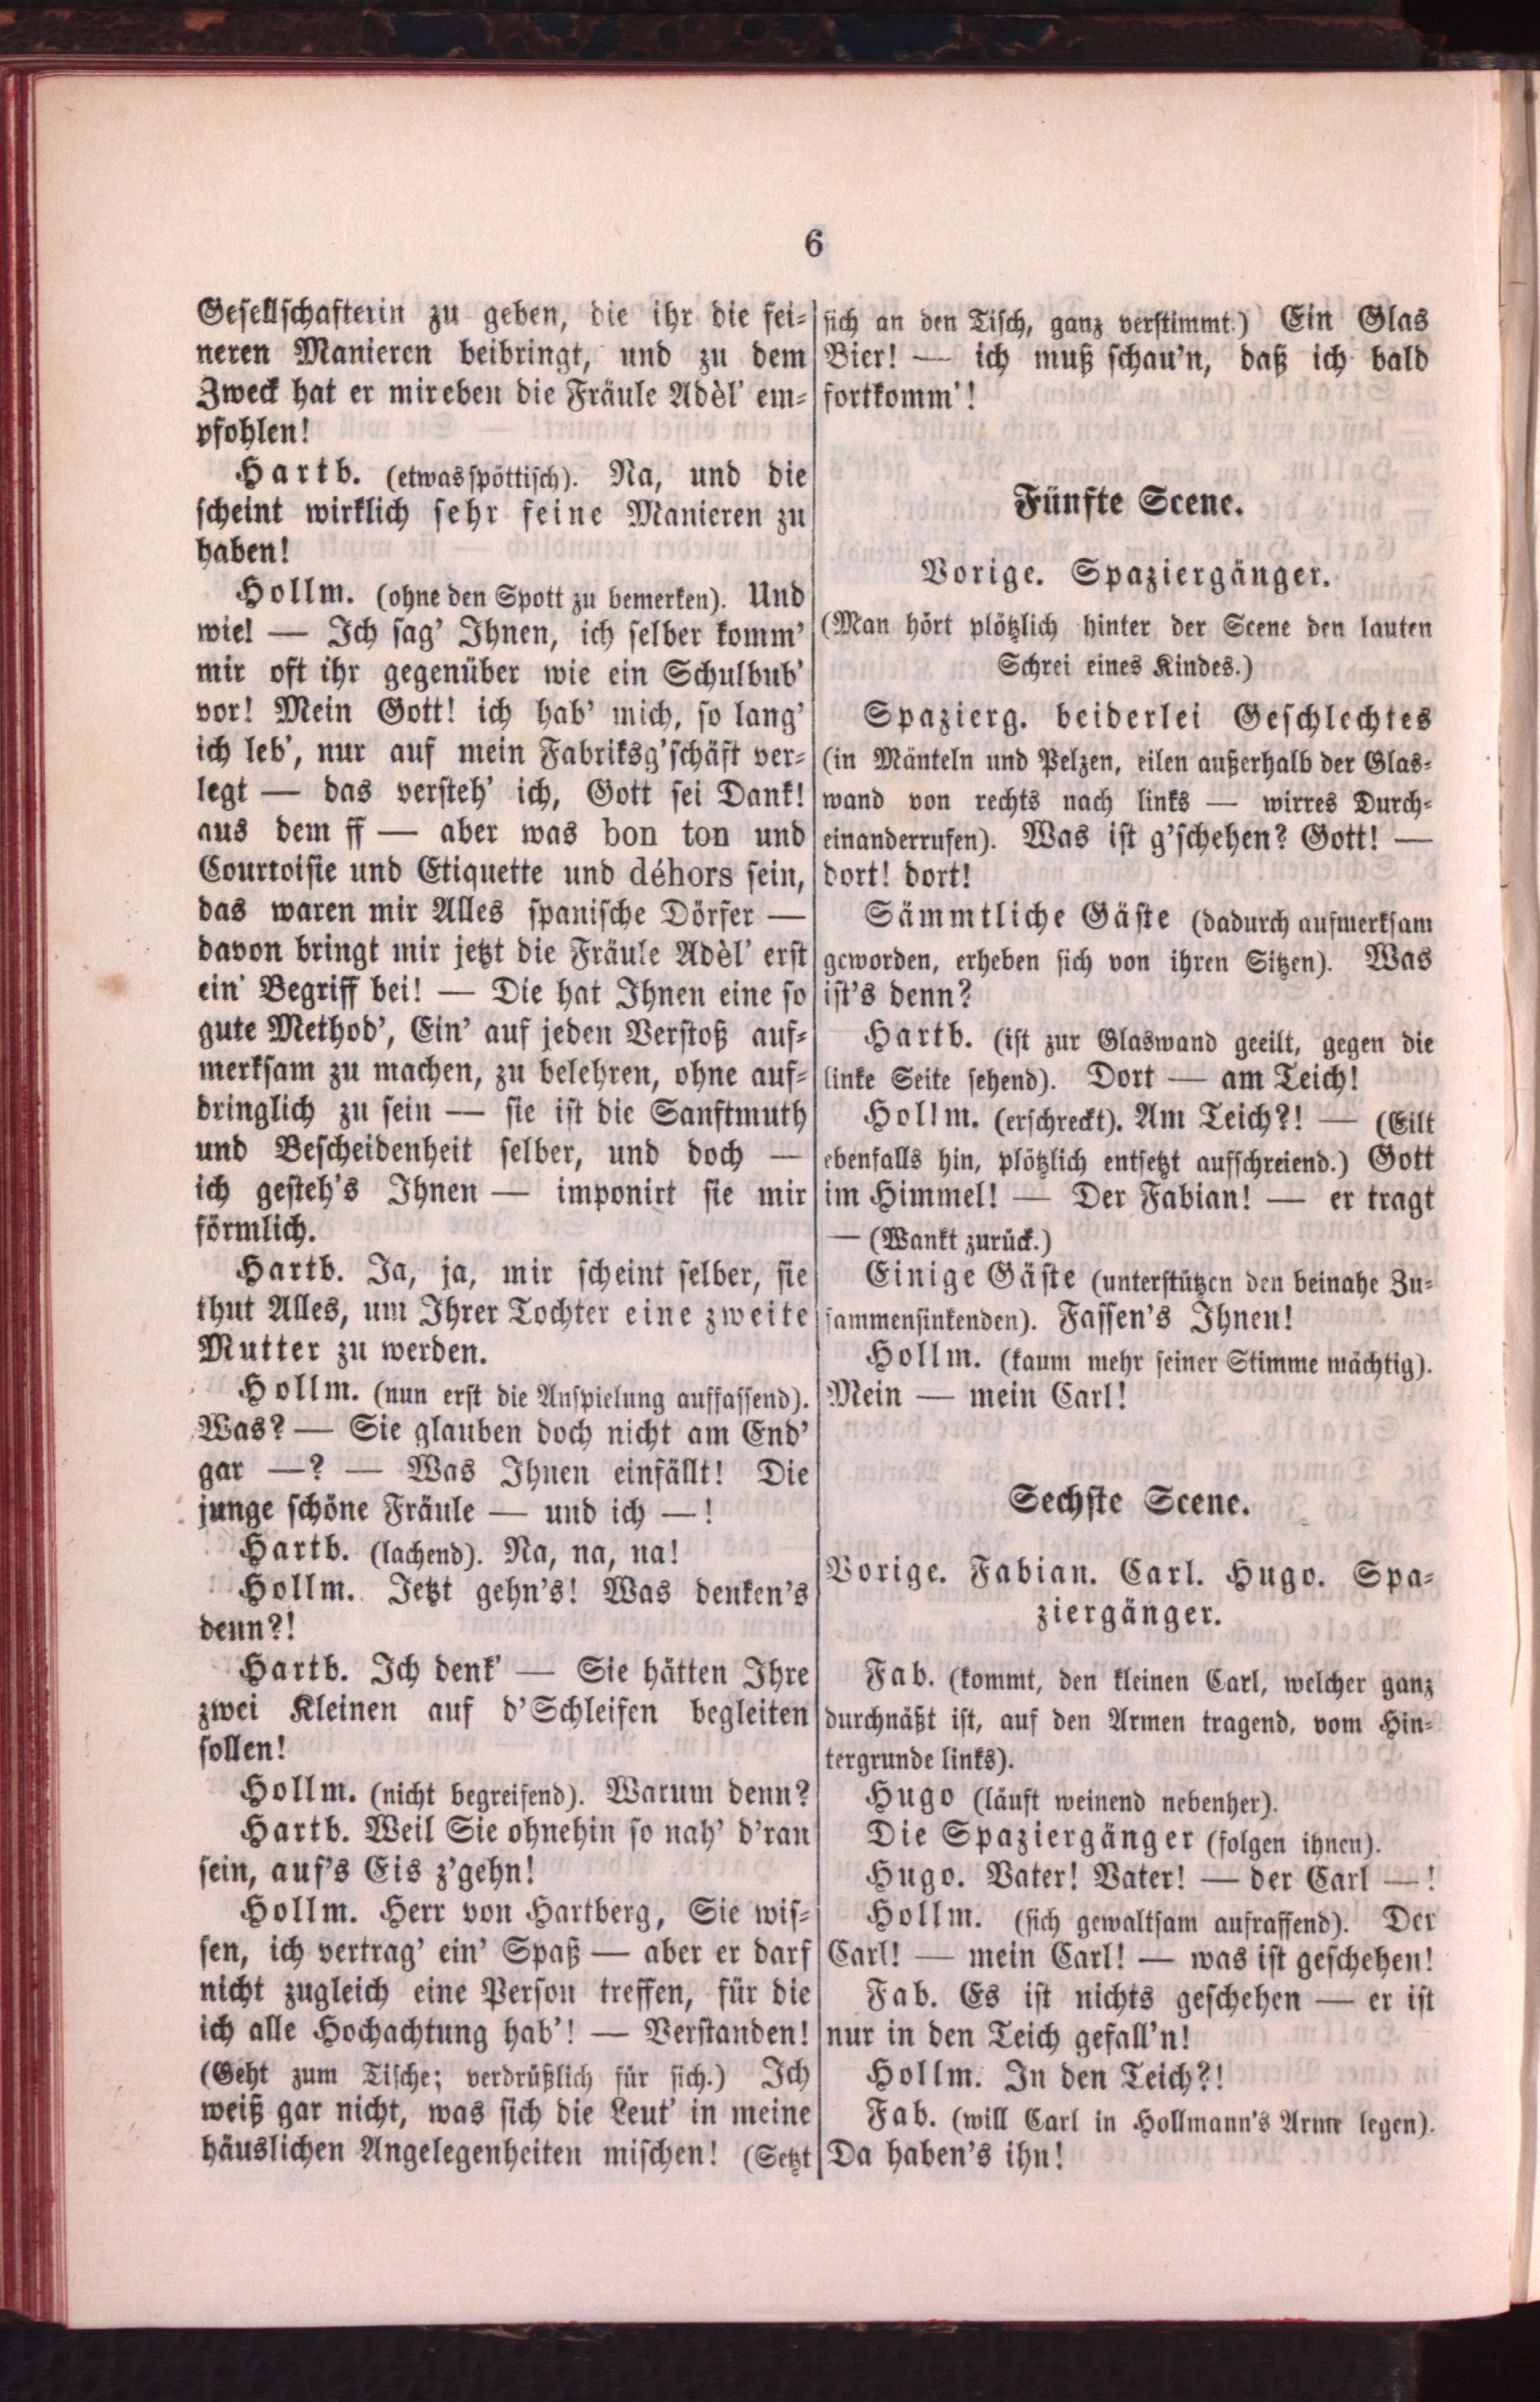 6
Gesellschafterin zu geben, die ihr die fei-
neren Manieren beibringt, und zu dem
Zweck hat er mir eben die Fräule Adèl' em-
pfohlen!
Hartb. (etwas spöttisch). Na, und die
scheint wirklich sehr feine Manieren zu
haben!
Hollm. (ohne den Spott zu bemerken). Und
wie! — Ich sag' Ihnen, ich selber komm'
mir oft ihr gegenüber wie ein Schulbub'
vor! Mein Gott! ich hab' mich, so lang'
ich leb', nur auf mein Fabriksg'schäft ver-
legt — das versteh' ich, Gott sei Dank!
aus dem ff — aber was bon ton und
Courtoisie und Etiquette und déhors sein,
das waren mir Alles spanische Dörfer —
davon bringt mir jetzt die Fräule Adèl' erst
ein' Begriff bei! — Die hat Ihnen eine so
gute Method', Ein' auf jeden Verstoß auf-
merksam zu machen, zu belehren, ohne auf-
dringlich zu sein — sie ist die Sanftmuth
und Bescheidenheit selber, und doch —
ich gesteh's Ihnen — imponirt sie mir
förmlich.
Hartb. Ja, ja, mir scheint selber, sie
thut Alles, um Ihrer Tochter eine zweite
Mutter zu werden.
Hollm. (nun erst die Anspielung auffassend).
Was? — Sie glauben doch nicht am End'
gar —? — Was Ihnen einfällt! Die
junge schöne Fräule — und ich —!
Hartb. (lachend). Na, na, na!
Hollm. Jetzt gehn's! Was denken's
denn?!
Hartb. Ich denk' — Sie hätten Ihre
zwei Kleinen auf d'Schleifen begleiten
sollen!
Hollm. (nicht begreifend). Warum denn?
Hartb. Weil Sie ohnehin so nah' d'ran
sein, auf's Eis z'gehn!
Hollm. Herr von Hartberg, Sie wis-
sen, ich vertrag' ein' Spaß — aber er darf
nicht zugleich eine Person treffen, für die
ich alle Hochachtung hab'! — Verstanden!
(Geht zum Tische; verdrüßlich für sich.) Ich
weiß gar nicht, was sich die Leut' in meine
häuslichen Angelegenheiten mischen! (Setzt
sich an den Tisch, ganz verstimmt.) Ein Glas
Bier! — ich muß schau'n, daß ich bald
fortkomm'!
Fünfte Scene.
Vorige. Spaziergänger.
(Man hört plötzlich hinter der Scene den lauten
Schrei eines Kindes.)
Spazierg. beiderlei Geschlechtes
(in Mänteln und Pelzen, eilen außerhalb der Glas-
wand von rechts nach links — wirres Durch-
einanderrufen). Was ist g'schehen? Gott! —
dort! dort!
Sämmtliche Gäste (dadurch aufmerksam
geworden, erheben sich von ihren Sitzen). Was
ist's denn?
Hartb. (ist zur Glaswand geeilt, gegen die
linke Seite sehend). Dort — am Teich!
Hollm. (erschreckt). Am Teich?! — (Eilt
ebenfalls hin, plötzlich entsetzt aufschreiend.) Gott
im Himmel! — Der Fabian! — er tragt
— (Wankt zurück.)
Einige Gäste (unterstützen den beinahe Zu-
sammensinkenden). Fassen's Ihnen!
Hollm. (kaum mehr seiner Stimme mächtig).
Mein — mein Carl!
Sechste Scene.
Vorige. Fabian. Carl. Hugo. Spa-
ziergänger.
Fab. (kommt, den kleinen Carl, welcher ganz
durchnäßt ist, auf den Armen tragend, vom Hin-
tergrunde links).
Hugo (läuft weinend nebenher).
Die Spaziergänger (folgen ihnen).
Hugo. Vater! Vater! — der Carl —!
Hollm. (sich gewaltsam aufraffend). Der
Carl! — mein Carl! — was ist geschehen!
Fab. Es ist nichts geschehen — er ist
nur in den Teich gefall'n!
Hollm. In den Teich?!
Fab. (will Carl in Hollmann's Arme legen).
Da haben's ihn!